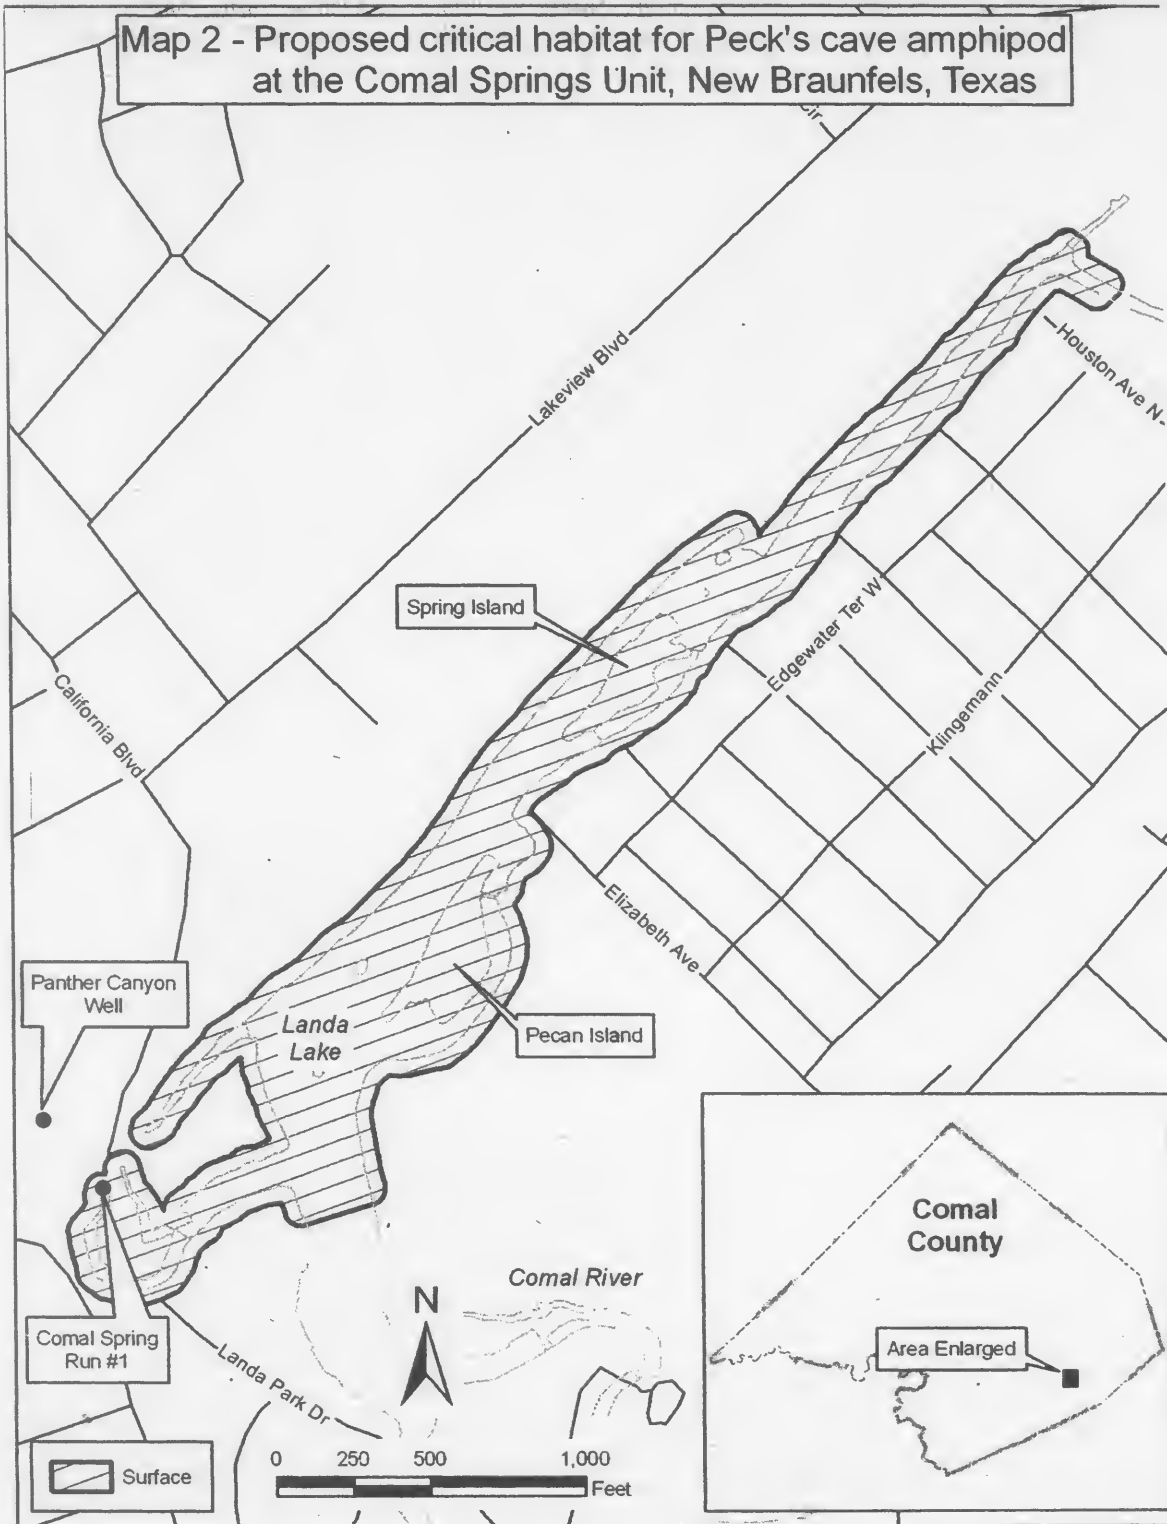 Map 2 - Proposed critical habitat for Peck's cave amphipod
at the Comal Springs Unit, New Braunfels, Texas
Cir
Lakeview Blvd
Houston Ave N
Spring Island
Edgewater Ter W
California Blvd
Klingemann
Elizabeth Ave
Panther Canyon
Well
Landa
Lake
Pecan Island
Comal
County
Comal River
N
Area Enlarged
Comal Spring
Run #1
Landa Park Dr
Surface
0 250 500 1,000
Feet